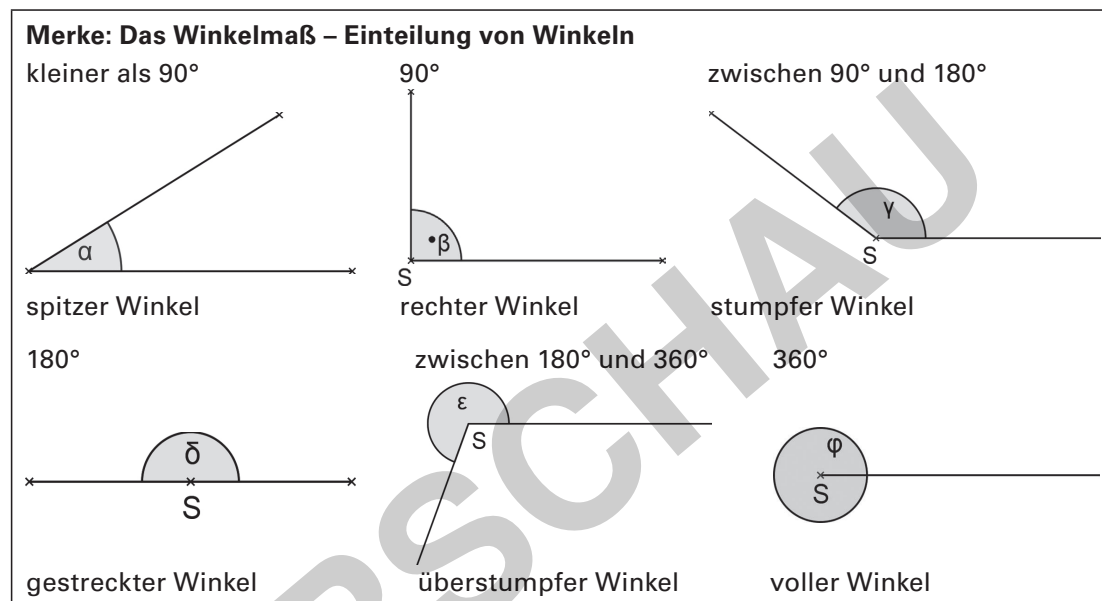 Merke: Das Winkelmaß – Einteilung von Winkeln
kleiner als 90°
90°
zwischen 90° und 180°
α
•β
S
γ
S
spitzer Winkel
rechter Winkel
stumpfer Winkel
180°
zwischen 180° und 360°
360°
δ
S
ε
S
φ
S
gestreckter Winkel
überstumpfer Winkel
voller Winkel
RSCHAU